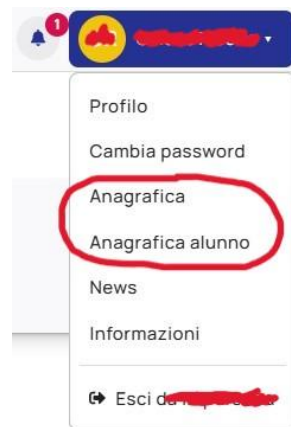 1
Profilo
Cambia password
Anagrafica
Anagrafica alunno
News
Informazioni
Esci da